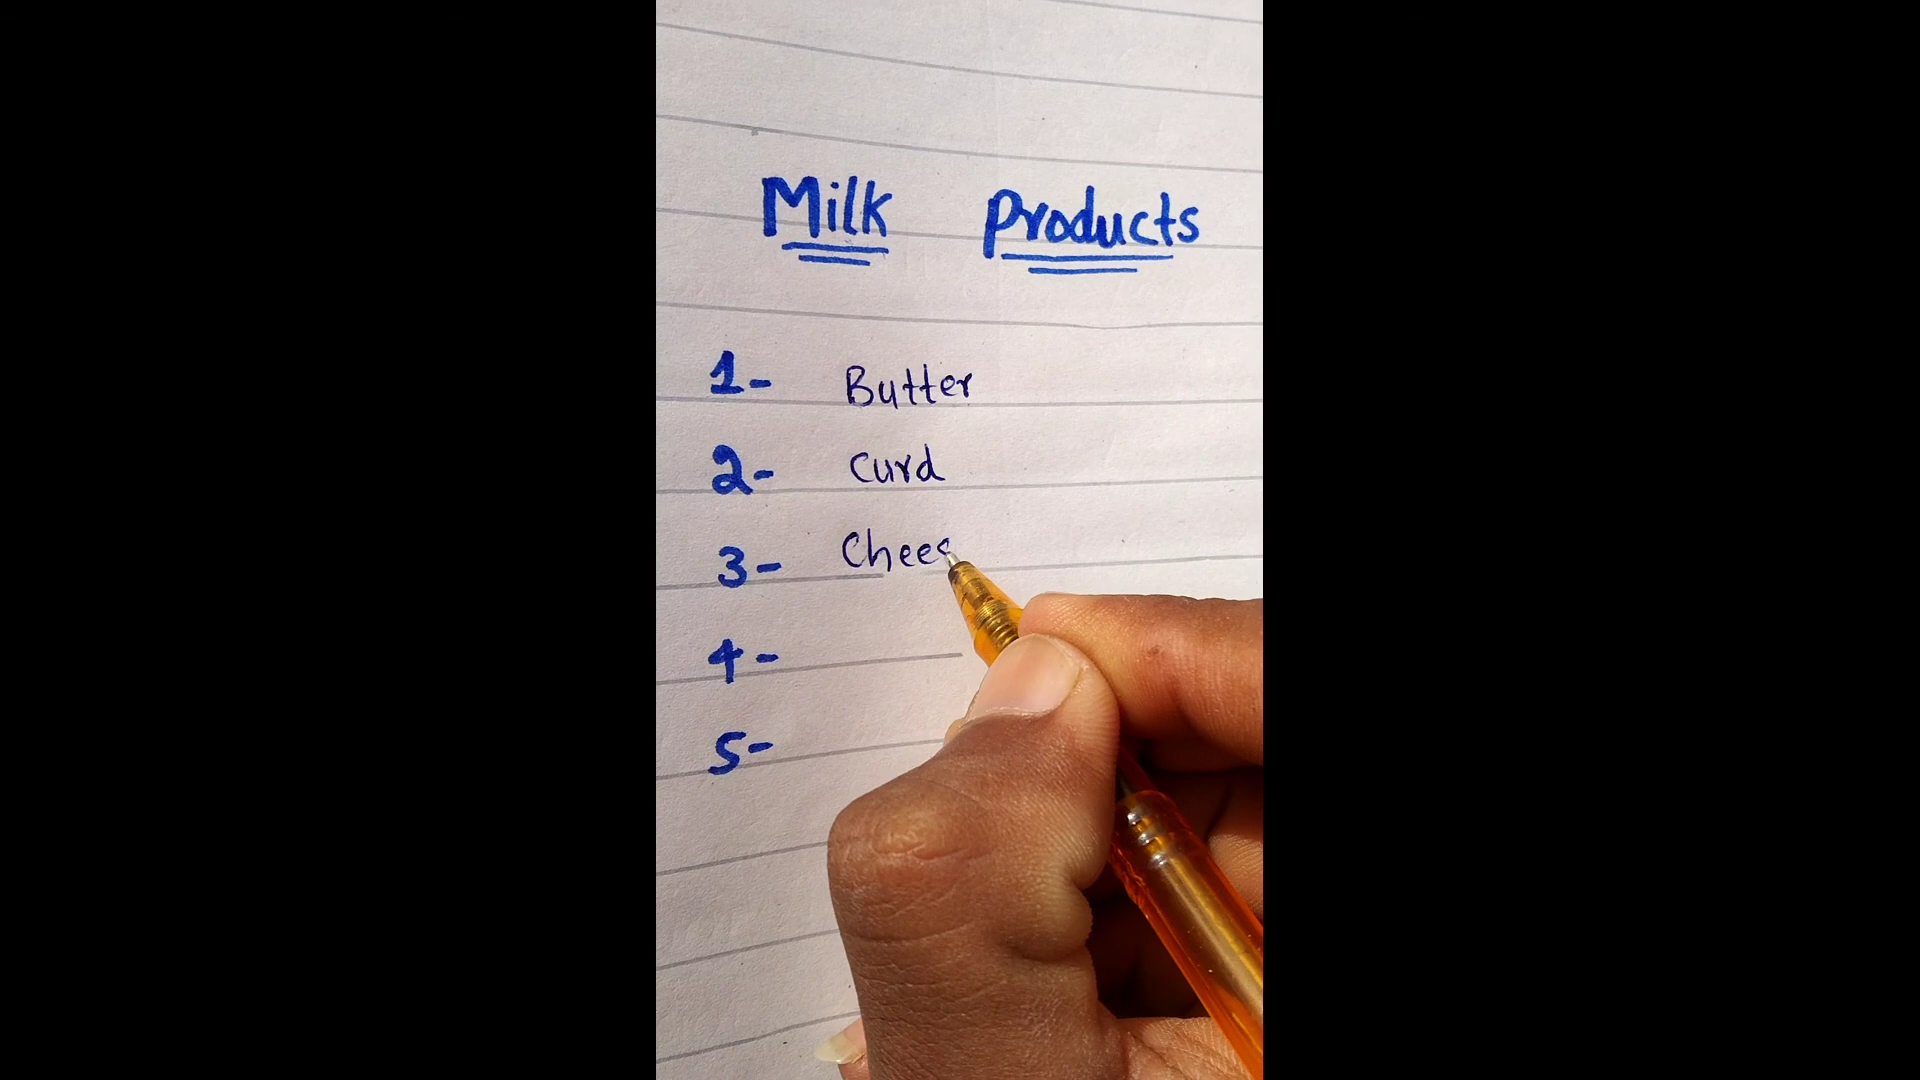 Milk Products
1- Butter
2- Curd
3- Chees
4-
5-